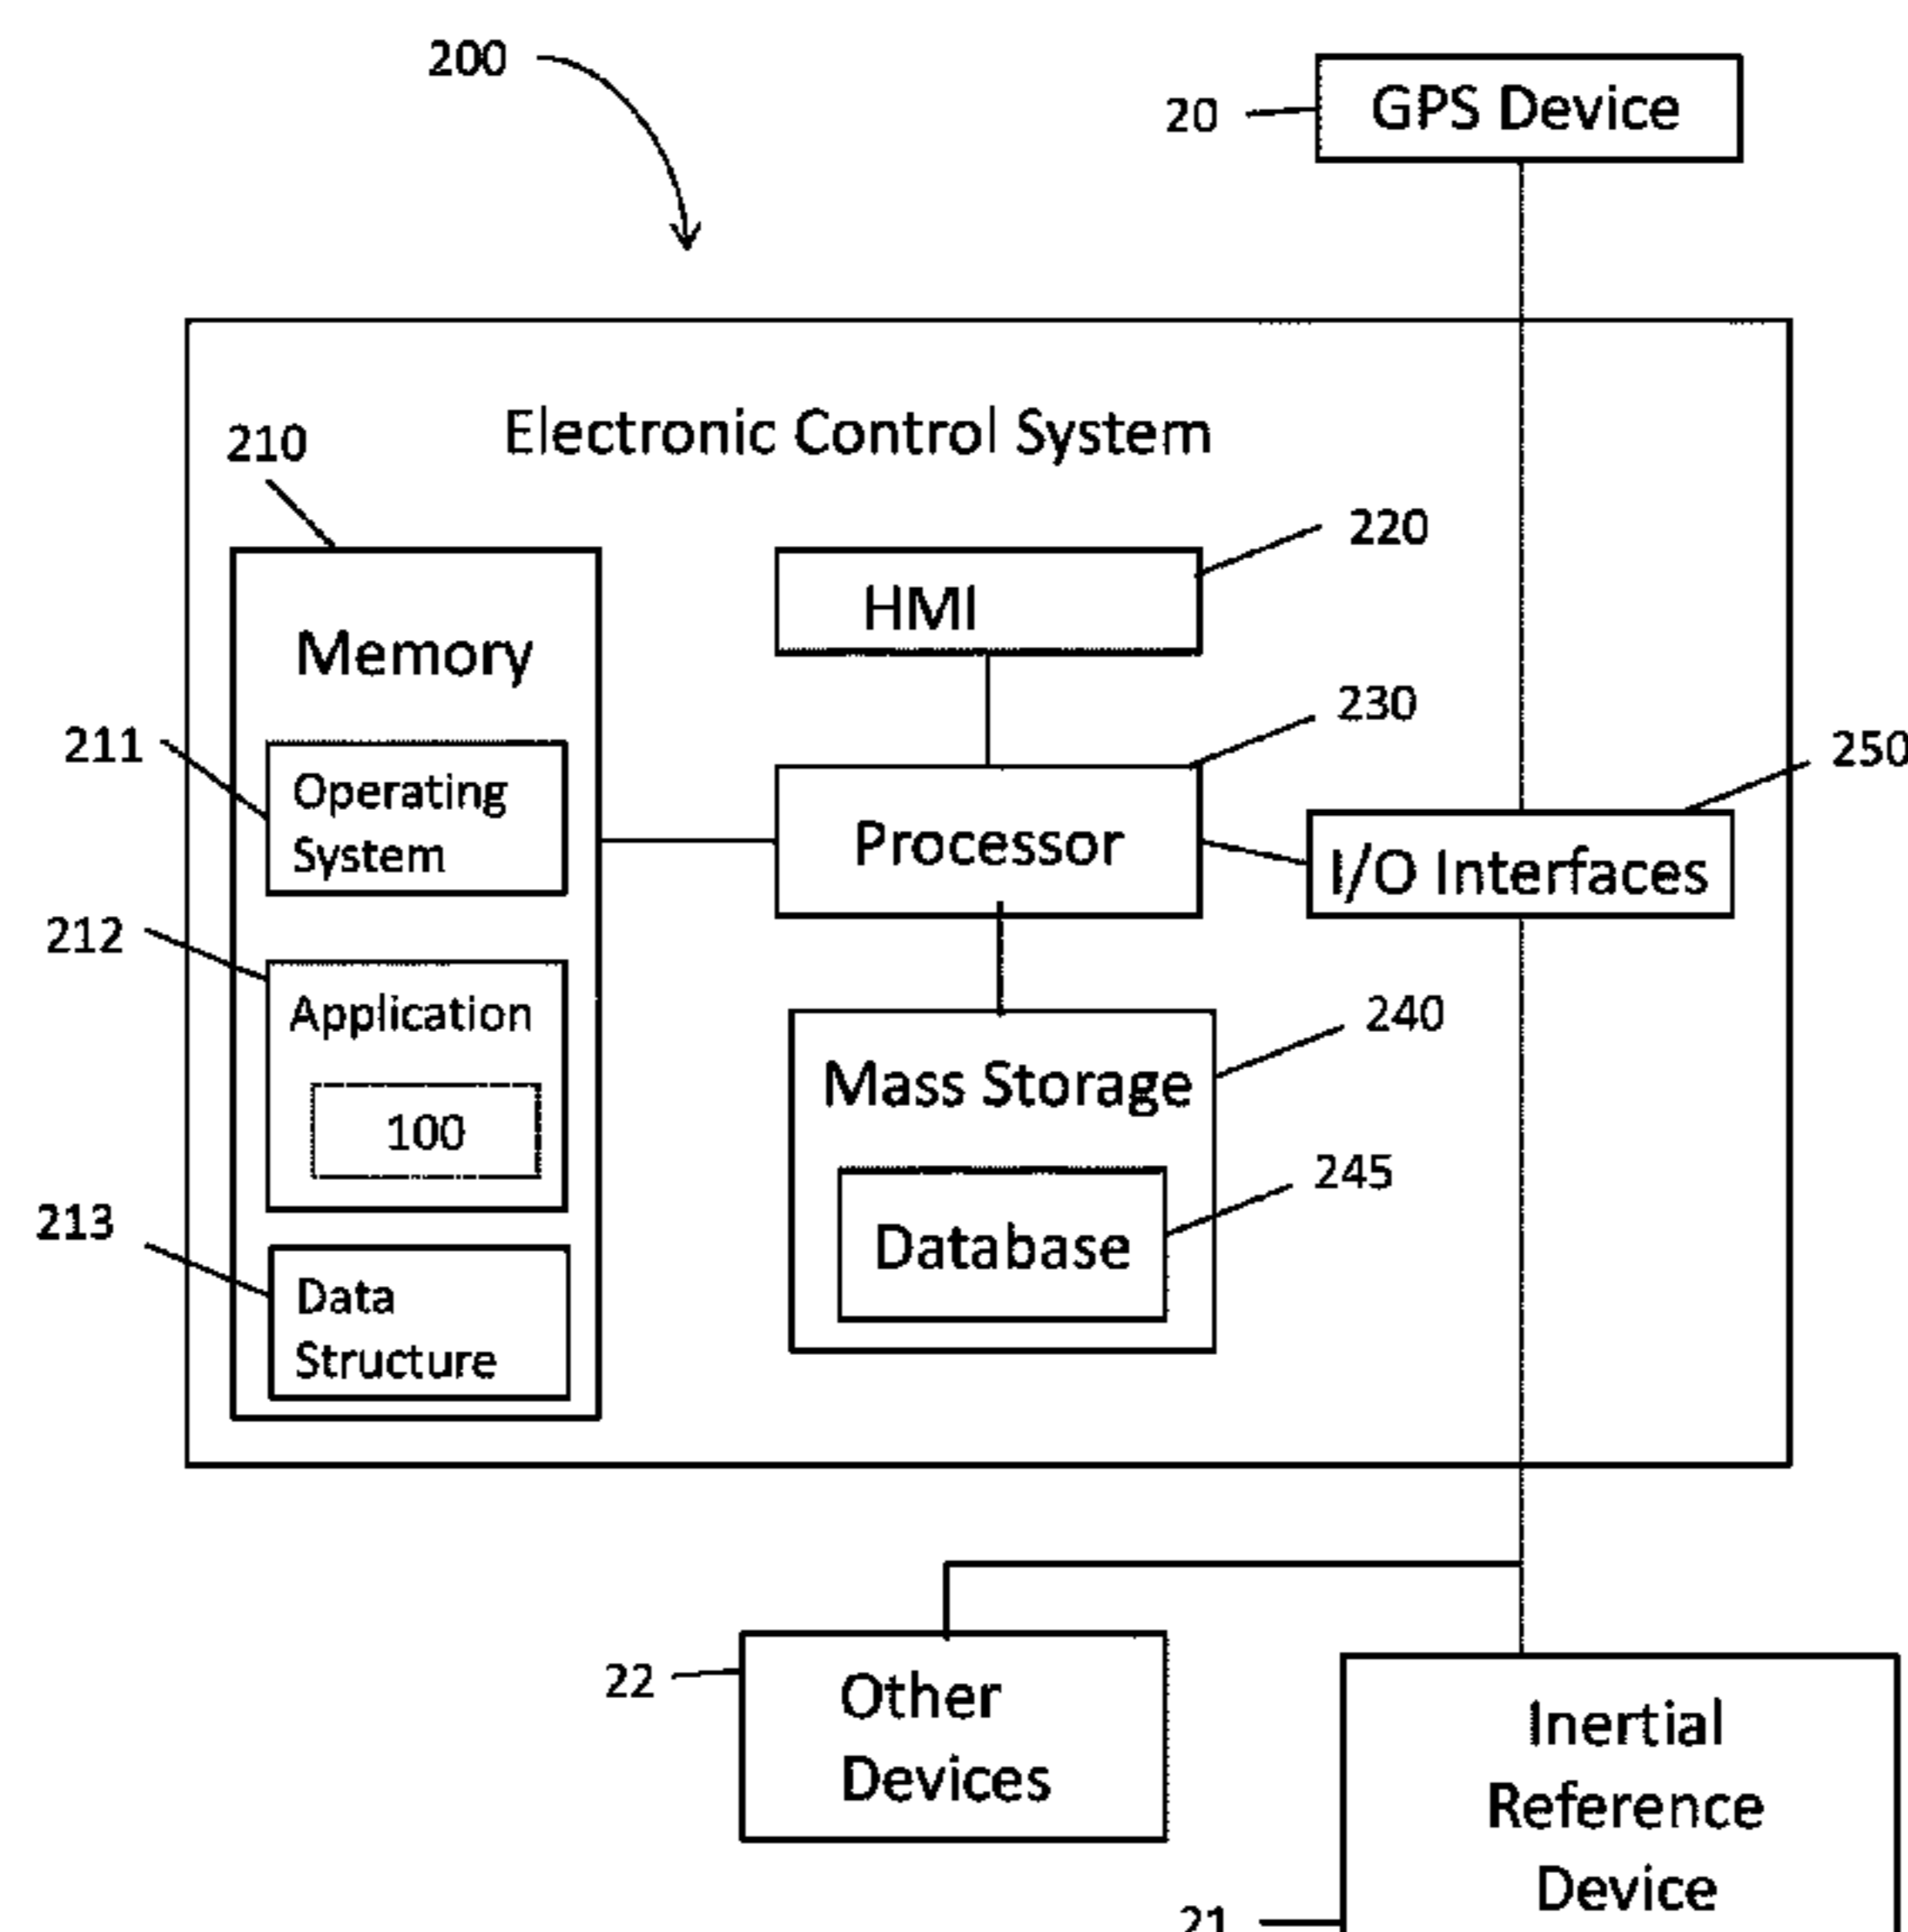 200
20
GPS Device
Electronic Control System
210
220
HMI
Memory
230
211
250
Operating
System
Processor
I/O Interfaces
212
Application
240
Mass Storage
100
245
213
Database
Data
Structure
22
Other
Devices
Inertial
Reference
Device
21